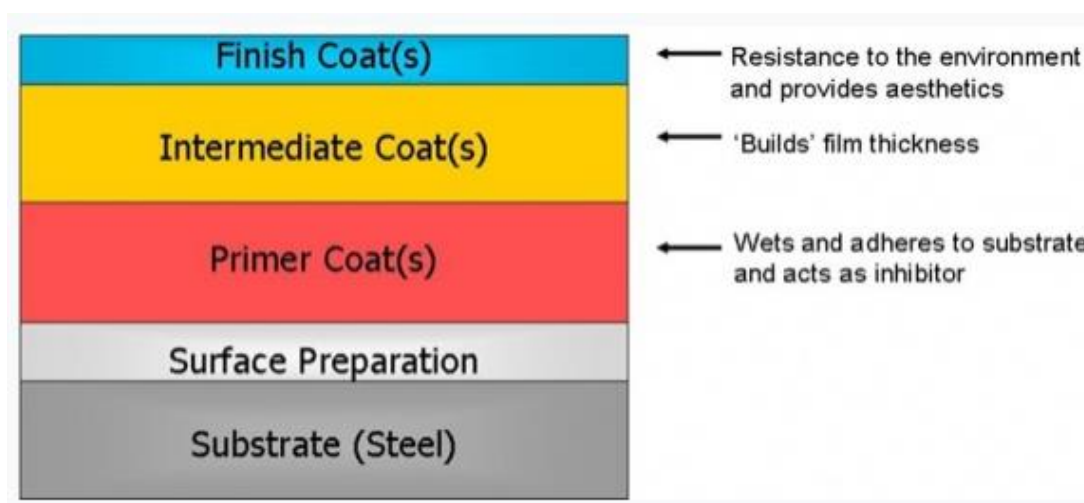 Finish Coat(s)
Resistance to the environment
and provides aesthetics
Intermediate Coat(s)
‘Builds’ film thickness
Primer Coat(s)
Wets and adheres to substrate
and acts as inhibitor
Surface Preparation
Substrate (Steel)